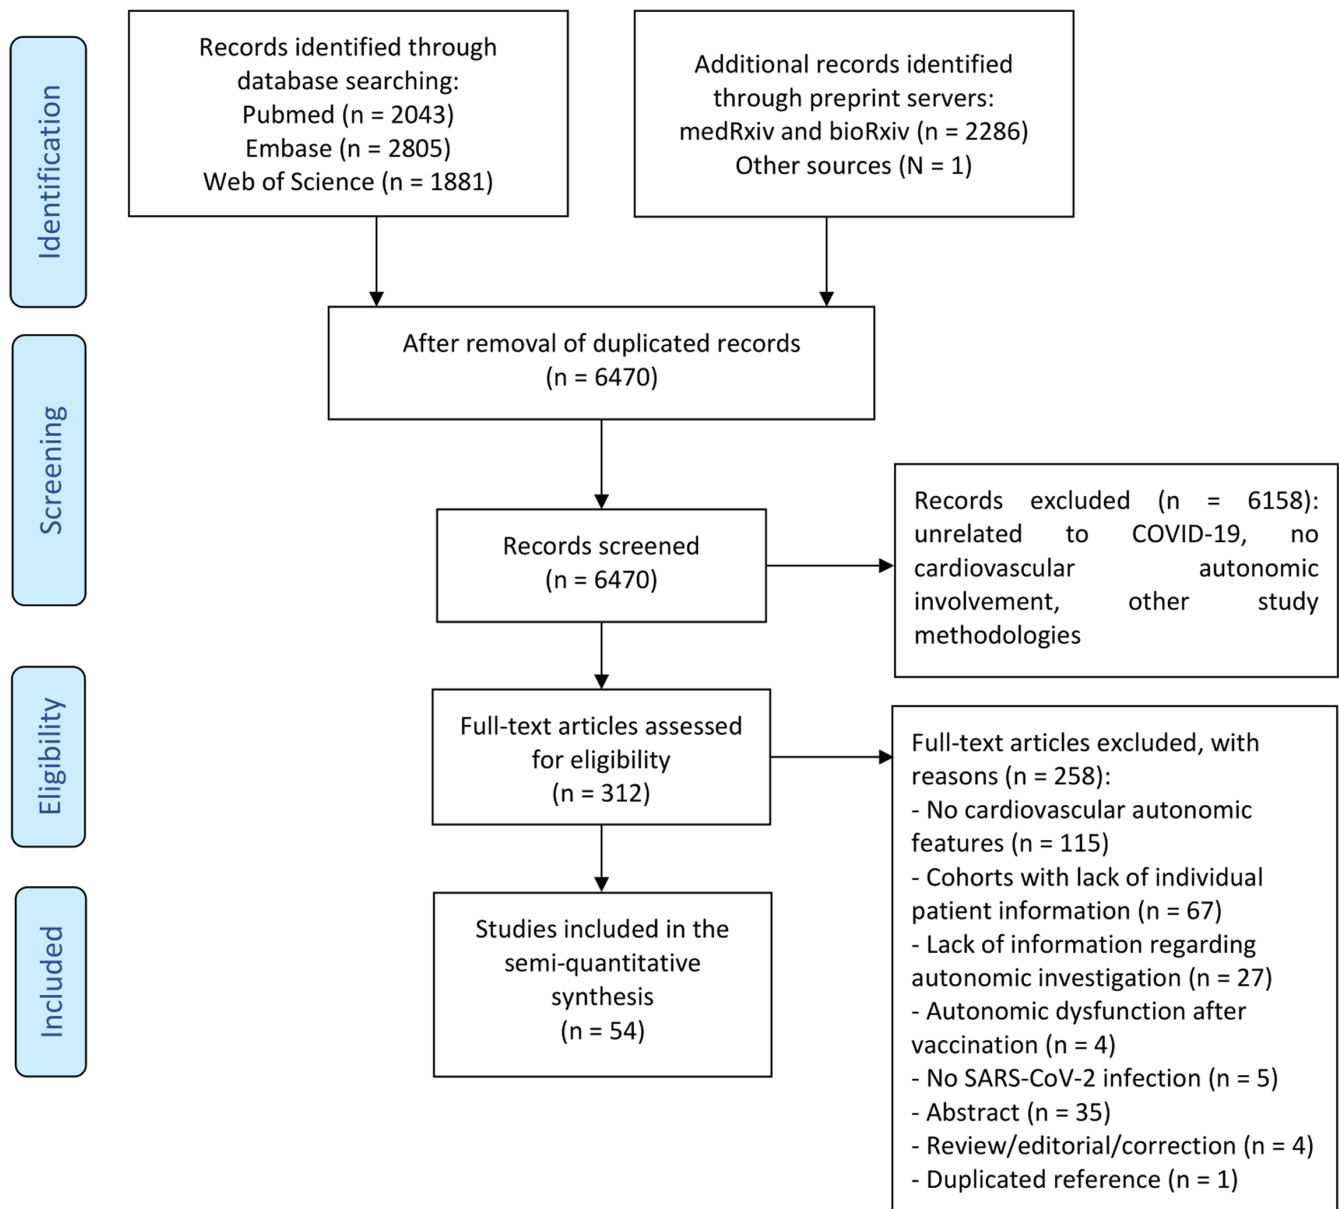 Identification
Records identified through
database searching:
Pubmed (n = 2043)
Embase (n = 2805)
Web of Science (n = 1881)
Additional records identified
through preprint servers:
medRxiv and bioRxiv (n = 2286)
Other sources (N = 1)
Screening
After removal of duplicated records
(n = 6470)
Records screened
(n = 6470)
Records excluded (n = 6158):
unrelated to COVID-19, no
cardiovascular autonomic
involvement, other study
methodologies
Eligibility
Full-text articles assessed
for eligibility
(n = 312)
Full-text articles excluded, with
reasons (n = 258):
- No cardiovascular autonomic
features (n = 115)
- Cohorts with lack of individual
patient information (n = 67)
- Lack of information regarding
autonomic investigation (n = 27)
- Autonomic dysfunction after
vaccination (n = 4)
- No SARS-CoV-2 infection (n = 5)
- Abstract (n = 35)
- Review/editorial/correction (n = 4)
- Duplicated reference (n = 1)
Included
Studies included in the
semi-quantitative
synthesis
(n = 54)